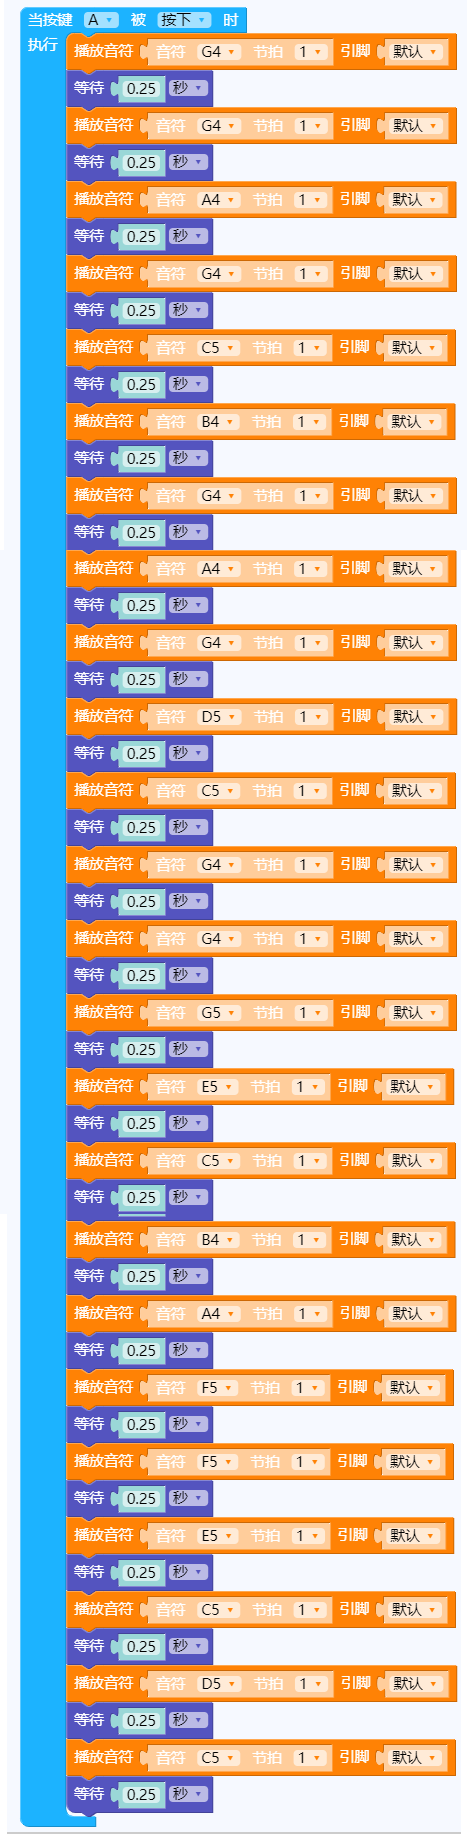 当按键 A 被 按下 时
执行 播放音符 音符 G4 节拍 1 引脚 默认
等待 0.25 秒
播放音符 音符 G4 节拍 1 引脚 默认
等待 0.25 秒
播放音符 音符 A4 节拍 1 引脚 默认
等待 0.25 秒
播放音符 音符 G4 节拍 1 引脚 默认
等待 0.25 秒
播放音符 音符 C5 节拍 1 引脚 默认
等待 0.25 秒
播放音符 音符 B4 节拍 1 引脚 默认
等待 0.25 秒
播放音符 音符 G4 节拍 1 引脚 默认
等待 0.25 秒
播放音符 音符 A4 节拍 1 引脚 默认
等待 0.25 秒
播放音符 音符 G4 节拍 1 引脚 默认
等待 0.25 秒
播放音符 音符 D5 节拍 1 引脚 默认
等待 0.25 秒
播放音符 音符 C5 节拍 1 引脚 默认
等待 0.25 秒
播放音符 音符 G4 节拍 1 引脚 默认
等待 0.25 秒
播放音符 音符 G4 节拍 1 引脚 默认
等待 0.25 秒
播放音符 音符 G5 节拍 1 引脚 默认
等待 0.25 秒
播放音符 音符 E5 节拍 1 引脚 默认
等待 0.25 秒
播放音符 音符 C5 节拍 1 引脚 默认
等待 0.25 秒
播放音符 音符 B4 节拍 1 引脚 默认
等待 0.25 秒
播放音符 音符 A4 节拍 1 引脚 默认
等待 0.25 秒
播放音符 音符 F5 节拍 1 引脚 默认
等待 0.25 秒
播放音符 音符 F5 节拍 1 引脚 默认
等待 0.25 秒
播放音符 音符 E5 节拍 1 引脚 默认
等待 0.25 秒
播放音符 音符 C5 节拍 1 引脚 默认
等待 0.25 秒
播放音符 音符 D5 节拍 1 引脚 默认
等待 0.25 秒
播放音符 音符 C5 节拍 1 引脚 默认
等待 0.25 秒